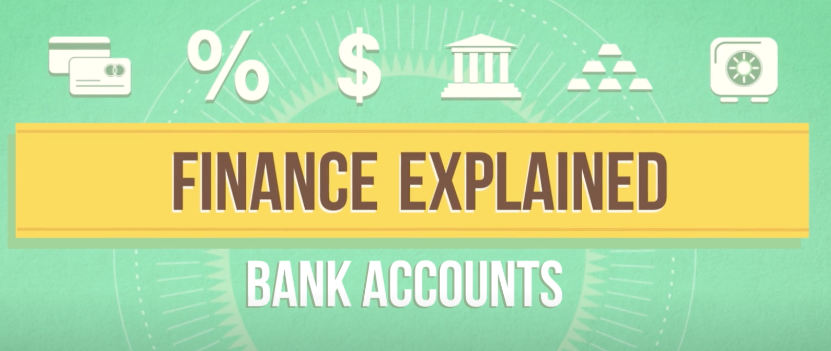 % $
FINANCE EXPLAINED
BANK ACCOUNTS